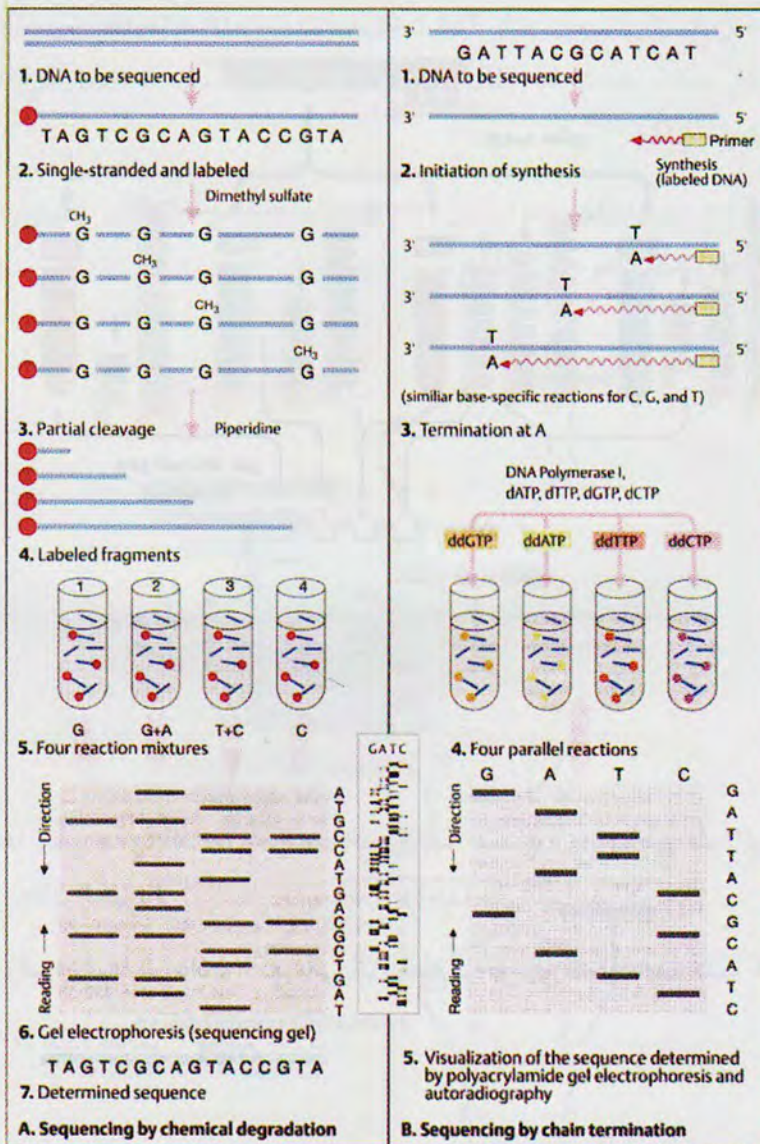 1. DNA to be sequenced
T A G T C G C A G T A C C G T A
2. Single-stranded and labeled
Dimethyl sulfate
CH3
G G G G
CH3
G G G G
CH3
G G G G
CH3
G G G G
3. Partial cleavage
Piperidine
4. Labeled fragments
1 2 3 4
G G+A T+C C
5. Four reaction mixtures
Direction
Reading
A
T
G
C
C
A
T
G
A
C
G
C
T
G
A
T
6. Gel electrophoresis (sequencing gel)
T A G T C G C A G T A C C G T A
7. Determined sequence
A. Sequencing by chemical degradation
G A T C
3' 5'
G A T T A C G C A T C A T
1. DNA to be sequenced
3' 5'
Primer
2. Initiation of synthesis
Synthesis
(labeled DNA)
T
3' 5'
A
T
3' 5'
A
T
3' 5'
A
(similiar base-specific reactions for C, G, and T)
3. Termination at A
DNA Polymerase I,
dATP, dTTP, dGTP, dCTP
ddGTP ddATP ddTTP ddCTP
4. Four parallel reactions
G A T C
Direction
Reading
G
A
T
T
A
C
G
C
A
T
C
5. Visualization of the sequence determined
by polyacrylamide gel electrophoresis and
autoradiography
B. Sequencing by chain termination